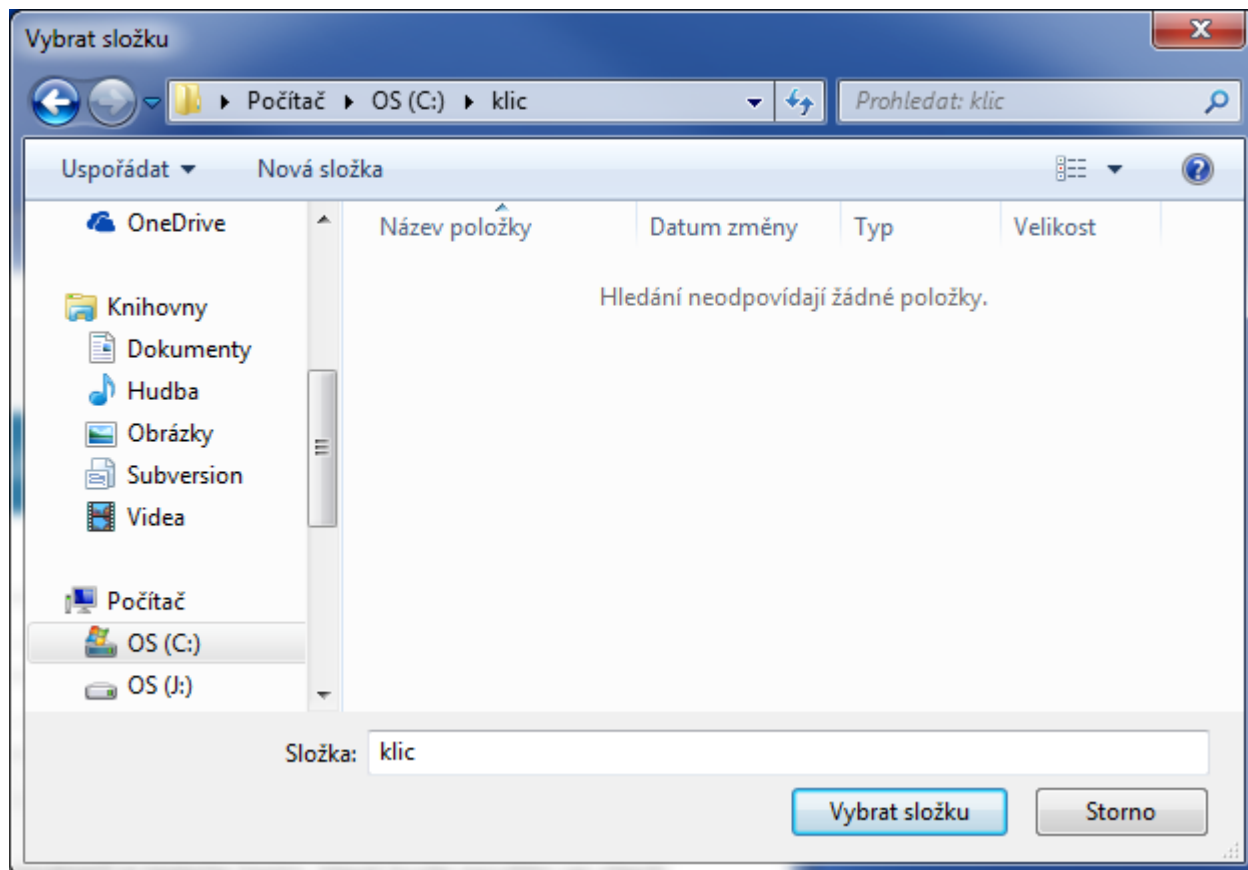 Vybrat složku
Počítač OS (C:) klic
Prohledat: klic
Uspořádat Nová složka
OneDrive
Název položky Datum změny Typ Velikost
Hledání neodpovídají žádné položky.
Knihovny
Dokumenty
Hudba
Obrázky
Subversion
Videa
Počítač
OS (C:)
OS (J:)
Složka: klic
Vybrat složku Storno